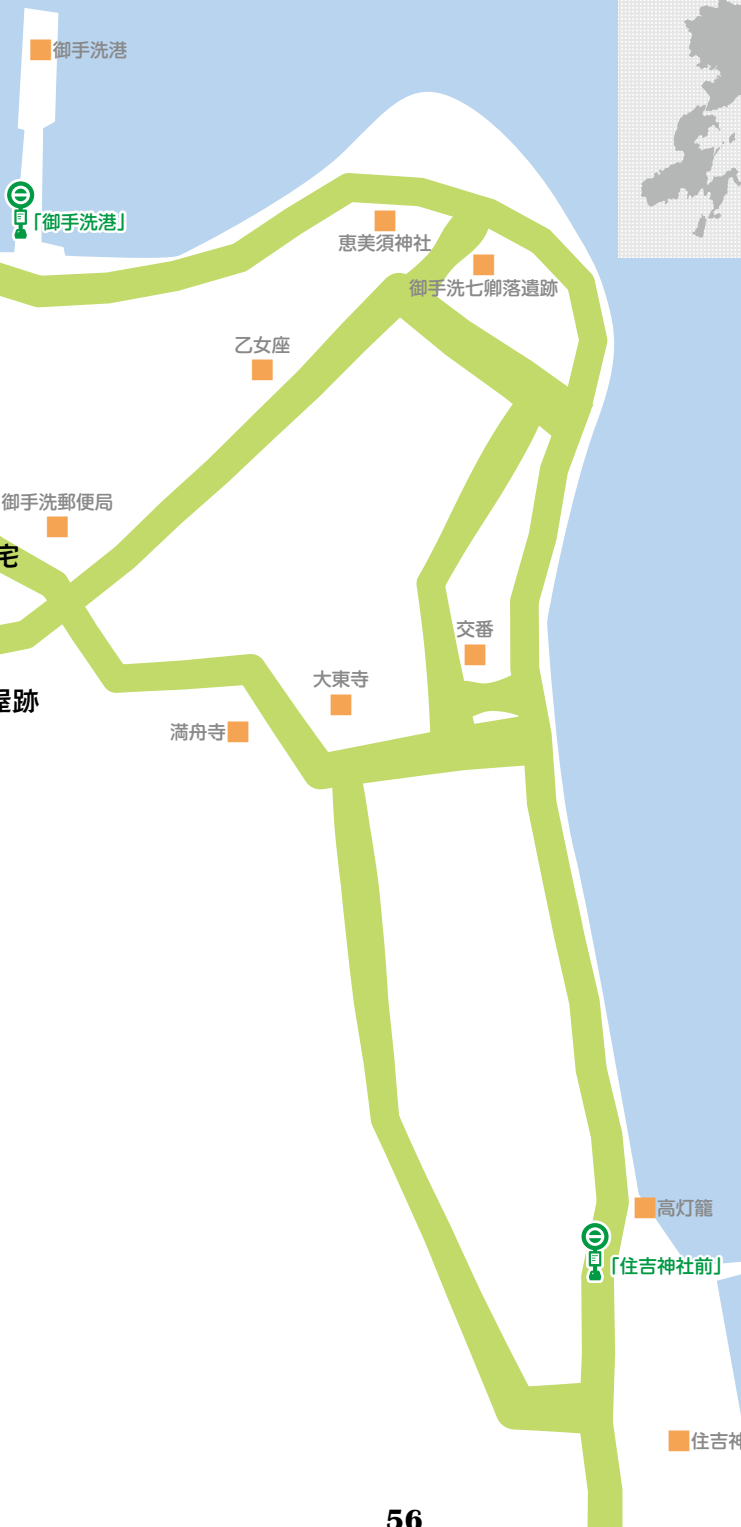 御手洗港
「御手洗港」
恵美須神社
御手洗七卿落遺跡
乙女座
御手洗郵便局
宅
交番
大東寺
屋跡
満舟寺
高灯籠
「住吉神社前」
住吉神
56